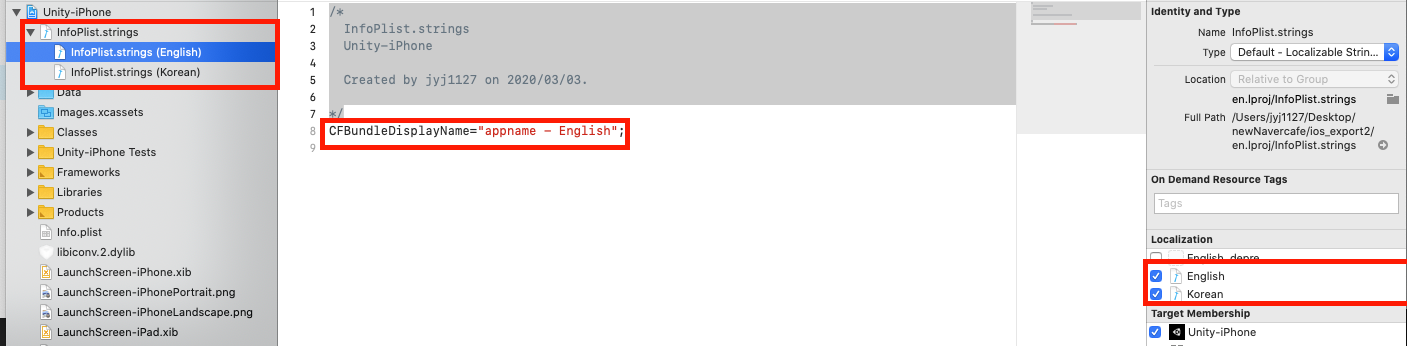 Unity-iPhone
InfoPlist.strings
InfoPlist.strings (English)
InfoPlist.strings (Korean)
Data
Images.xcassets
Classes
Unity-iPhone Tests
Frameworks
Libraries
Products
Info.plist
libiconv.2.dylib
LaunchScreen-iPhone.xib
LaunchScreen-iPhonePortrait.png
LaunchScreen-iPhoneLandscape.png
LaunchScreen-iPad.xib
1 /*
2 InfoPlist.strings
3 Unity-iPhone
4
5 Created by jyj1127 on 2020/03/03.
6
7 */
8 CFBundleDisplayName="appname - English";
9
Identity and Type
Name InfoPlist.strings
Type Default - Localizable Strin...
Location Relative to Group
en.lproj/InfoPlist.strings
Full Path /Users/jyj1127/Desktop/
newNavercafe/ios_export2/
en.lproj/InfoPlist.strings
On Demand Resource Tags
Tags
Localization
English
Korean
Target Membership
Unity-iPhone